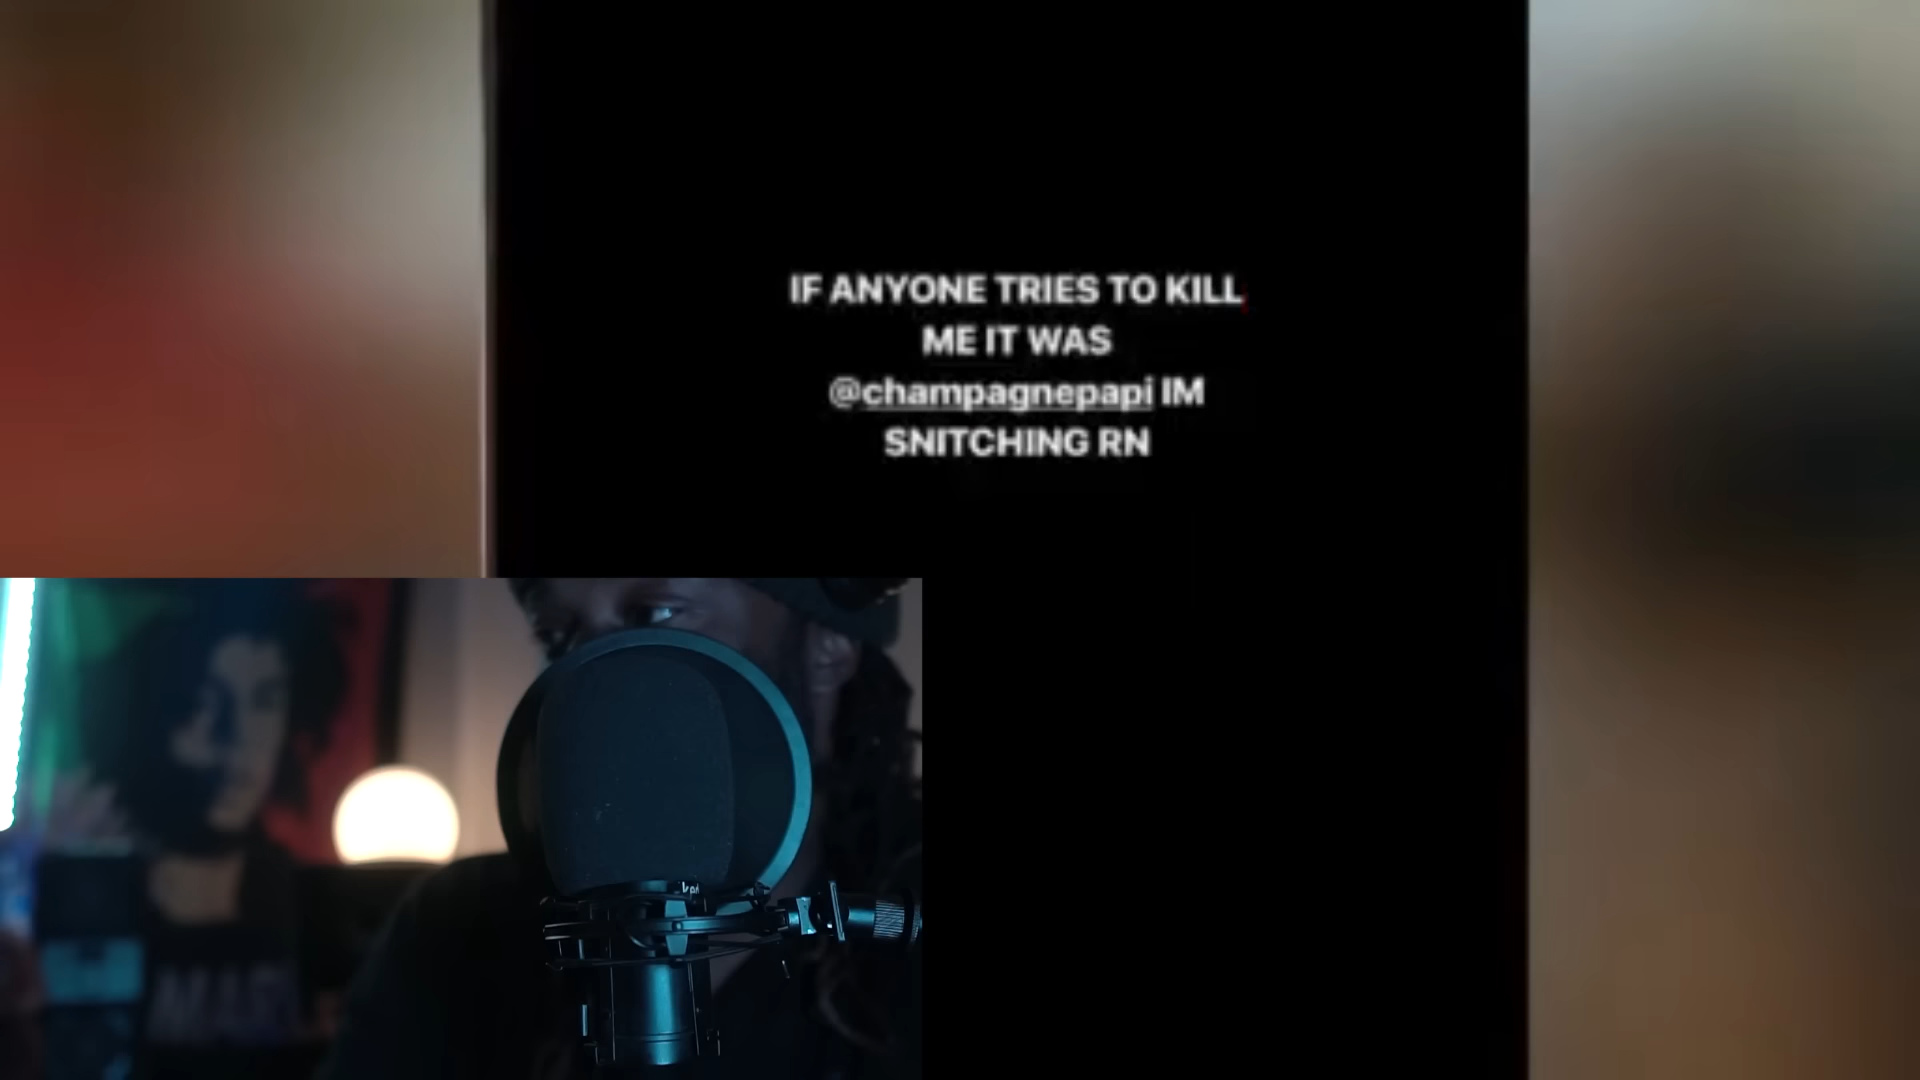 IF ANYONE TRIES TO KILL
ME IT WAS
@champagnepapi IM
SNITCHING RN